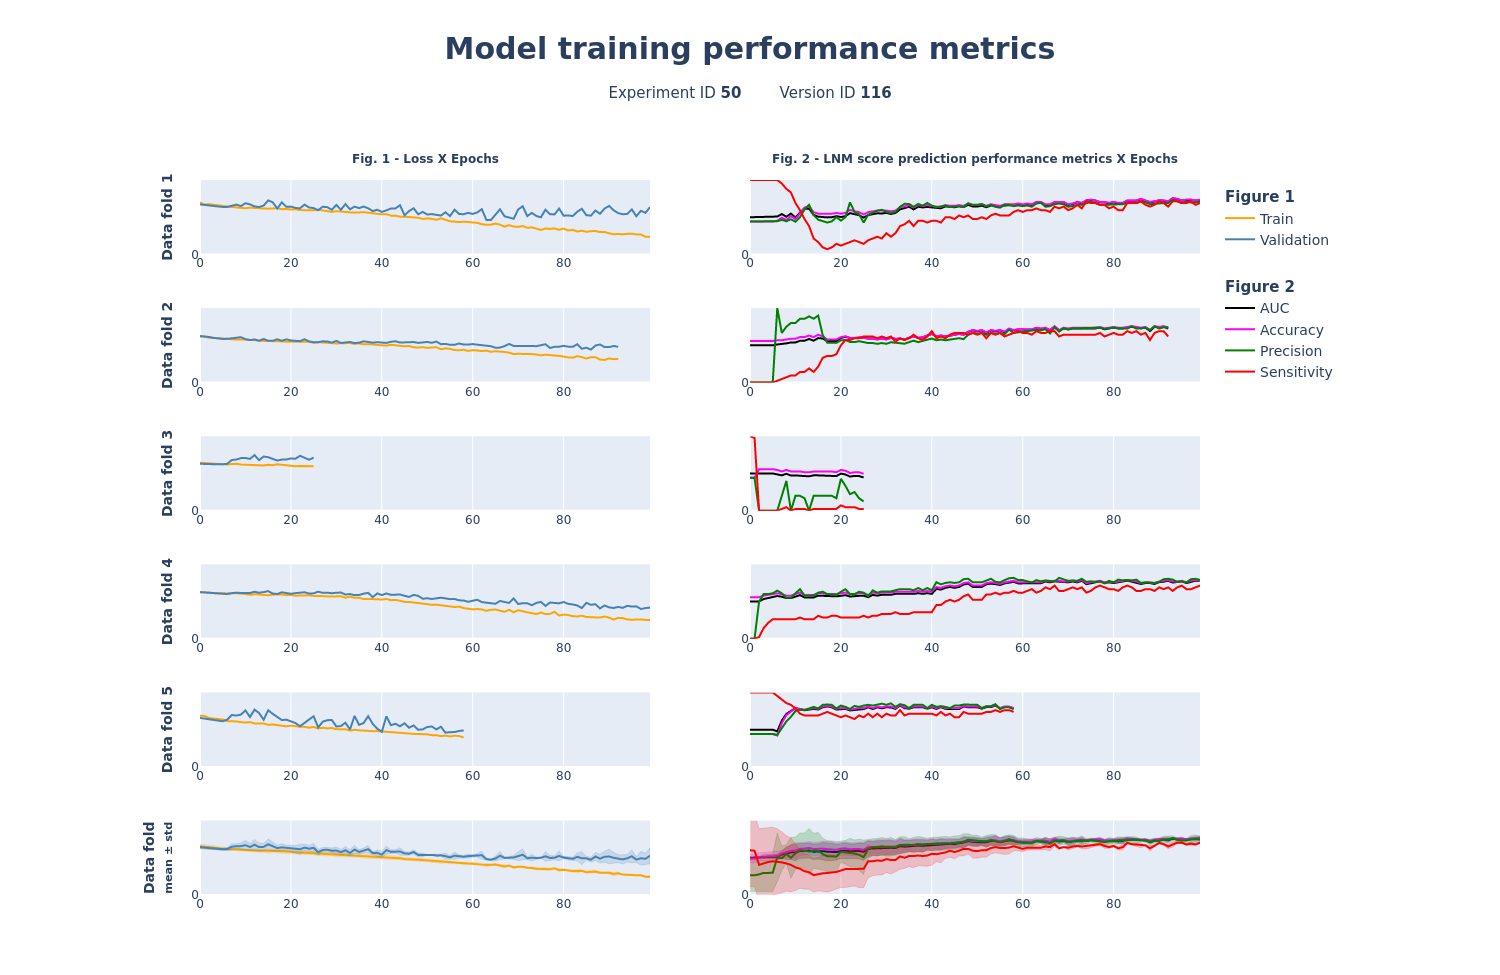 Model training performance metrics
Experiment ID 50 Version ID 116
Fig. 1 - Loss X Epochs
Fig. 2 - LNM score prediction performance metrics X Epochs
Data fold 1
0
0 20 40 60 80
0
0 20 40 60 80
Figure 1
Train
Validation
Figure 2
AUC
Accuracy
Precision
Sensitivity
Data fold 2
0
0 20 40 60 80
0
0 20 40 60 80
Data fold 3
0
0 20 40 60 80
0
0 20 40 60 80
Data fold 4
0
0 20 40 60 80
0
0 20 40 60 80
Data fold 5
0
0 20 40 60 80
0
0 20 40 60 80
Data fold
mean ± std
0
0 20 40 60 80
0
0 20 40 60 80